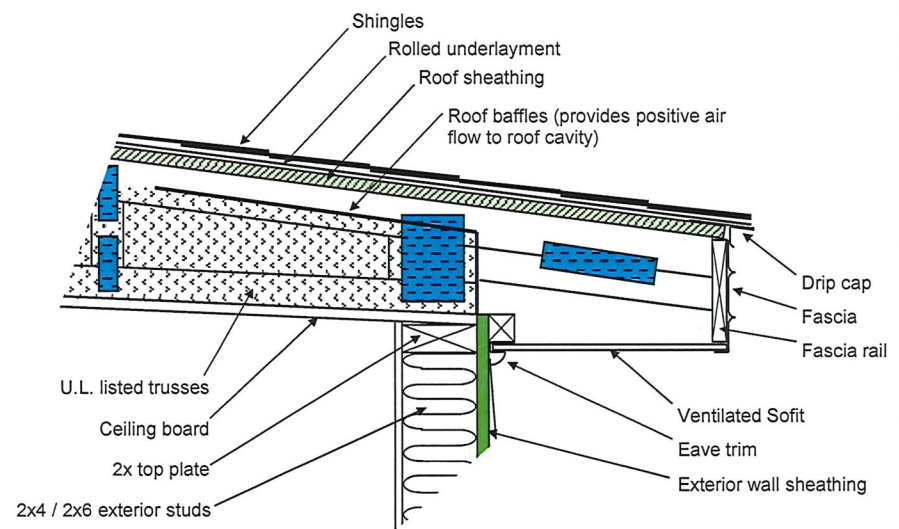 Shingles
Rolled underlayment
Roof sheathing
Roof baffles (provides positive air
flow to roof cavity)
Drip cap
Fascia
Fascia rail
U.L. listed trusses
Ceiling board
2x top plate
2x4 / 2x6 exterior studs
Ventilated Sofit
Eave trim
Exterior wall sheathing